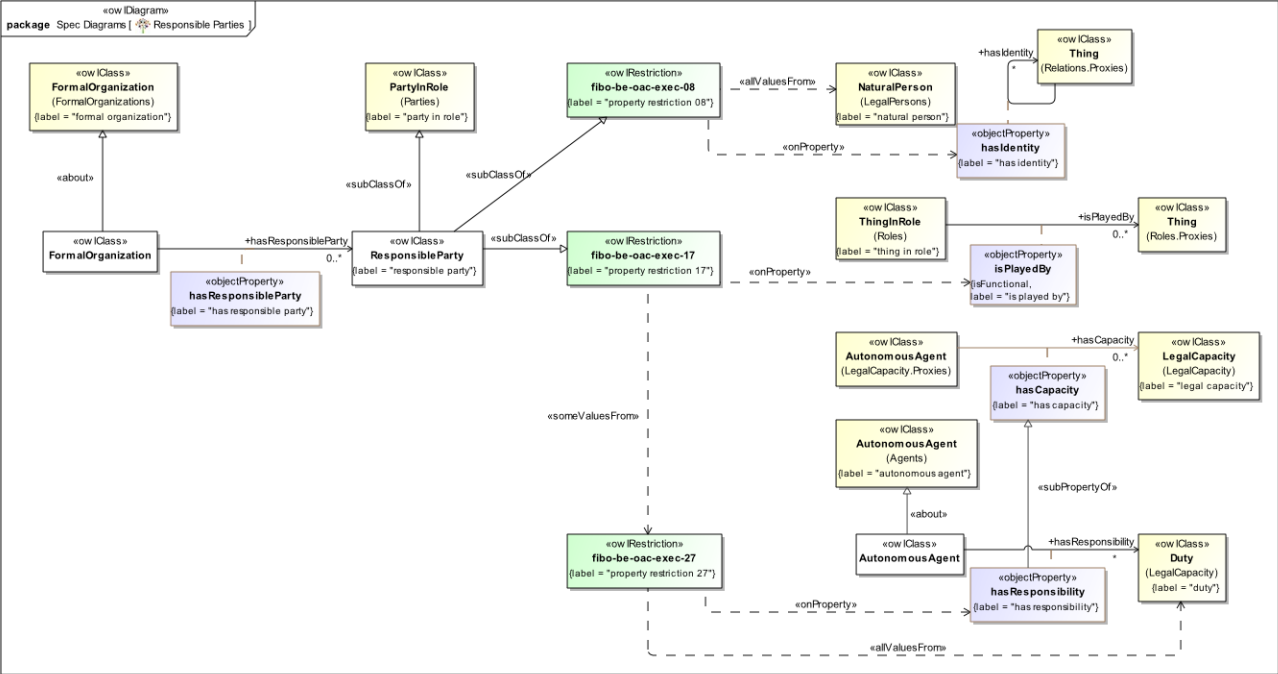 «owlDiagram»
package Spec Diagrams [ Responsible Parties ]
«owlClass»
FormalOrganization
(FormalOrganizations)
{label = "formal organization"}
«owlClass»
PartyInRole
(Parties)
{label = "party in role"}
«owlRestriction»
fibo-be-oac-exec-08
{label = "property restriction 08"}
«allValuesFrom»
«owlClass»
NaturalPerson
(LegalPersons)
{label = "natural person"}
+hasIdentity
*
«owlClass»
Thing
(Relations.Proxies)
«onProperty»
«objectProperty»
hasIdentity
{label = "has identity"}
«about»
«subClassOf»
«subClassOf»
«owlClass»
FormalOrganization
+hasResponsibleParty
0..*
«objectProperty»
hasResponsibleParty
{label = "has responsible party"}
«owlClass»
ResponsibleParty
{label = "responsible party"}
«subClassOf»
«owlRestriction»
fibo-be-oac-exec-17
{label = "property restriction 17"}
«onProperty»
«owlClass»
ThingInRole
(Roles)
{label = "thing in role"}
+isPlayedBy
0..*
«owlClass»
Thing
(Roles.Proxies)
«objectProperty»
isPlayedBy
{isFunctional,
label = "is played by"}
«owlClass»
AutonomousAgent
(LegalCapacity.Proxies)
+hasCapacity
0..*
«owlClass»
LegalCapacity
(LegalCapacity)
{label = "legal capacity"}
«objectProperty»
hasCapacity
{label = "has capacity"}
«someValuesFrom»
«owlClass»
AutonomousAgent
(Agents)
{label = "autonomous agent"}
«subPropertyOf»
«about»
«owlRestriction»
fibo-be-oac-exec-27
{label = "property restriction 27"}
«owlClass»
AutonomousAgent
+hasResponsibility
*
«owlClass»
Duty
(LegalCapacity)
{label = "duty"}
«objectProperty»
hasResponsibility
{label = "has responsibility"}
«onProperty»
«allValuesFrom»